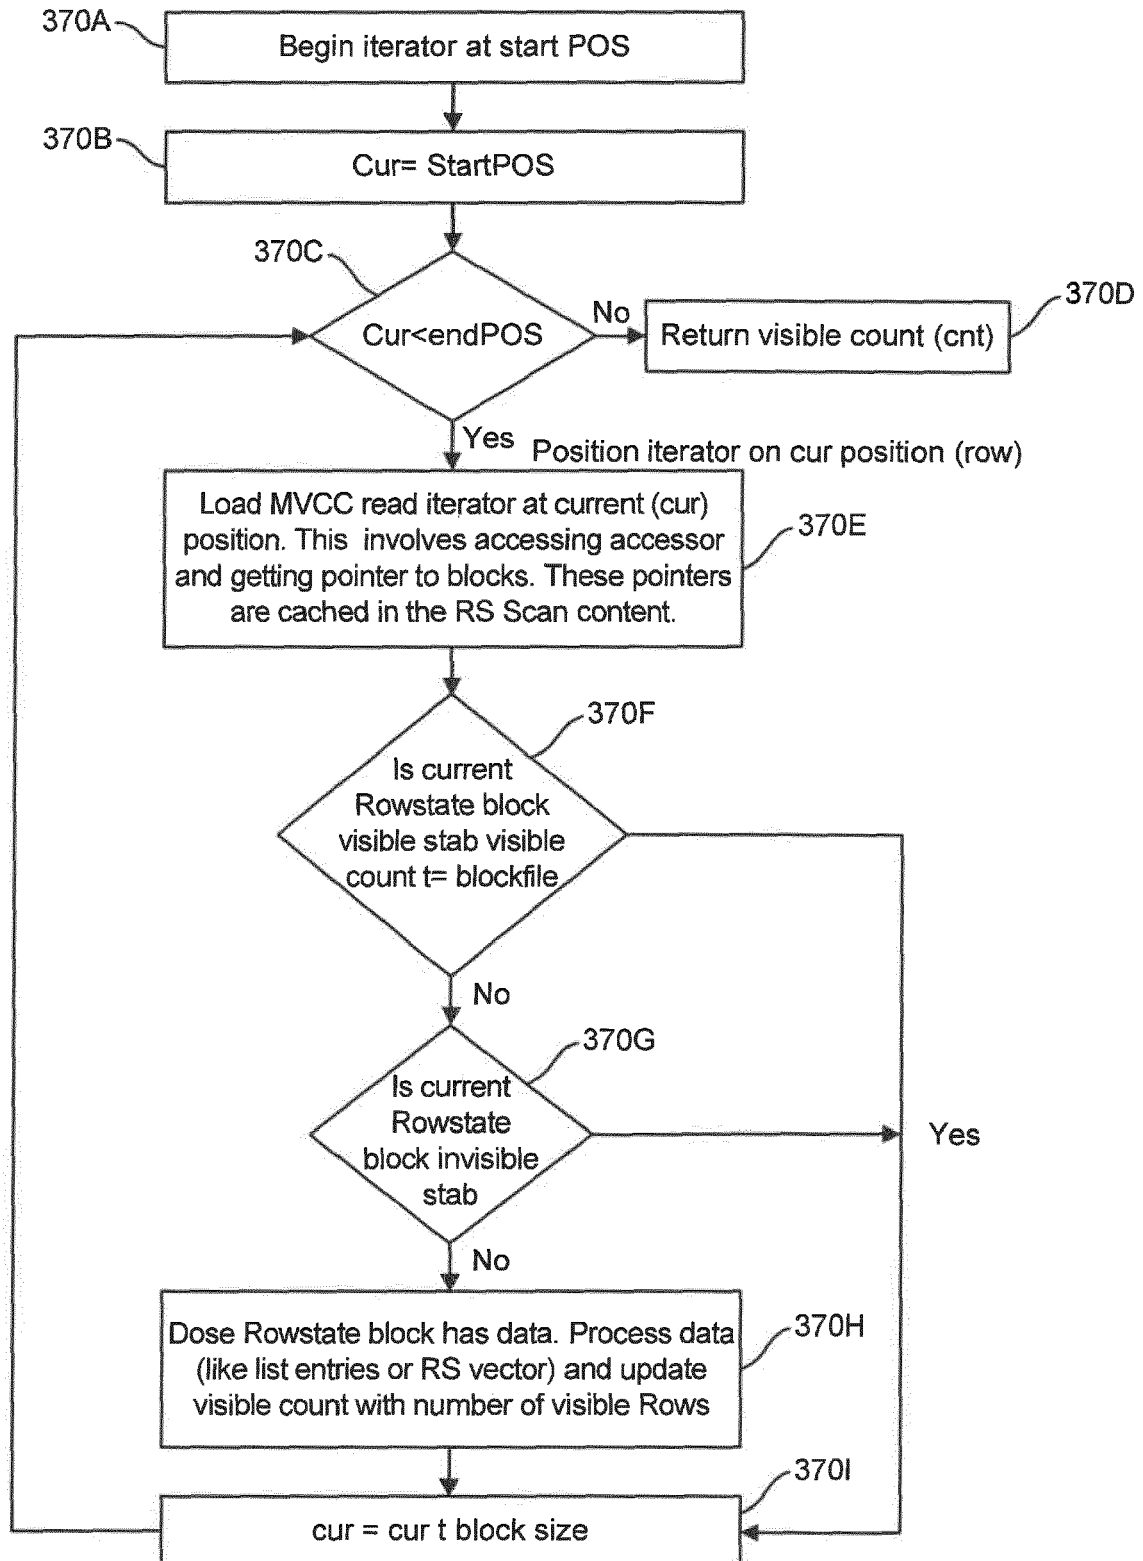 370A
Begin iterator at start POS
370B
Cur= StartPOS
370C
Cur<endPOS
No
370D
Return visible count (cnt)
Yes
Position iterator on cur position (row)
Load MVCC read iterator at current (cur)
position. This involves accessing accessor
and getting pointer to blocks. These pointers
are cached in the RS Scan content.
370E
370F
Is current
Rowstate block
visible stab visible
count t= blockfile
No
370G
Is current
Rowstate
block invisible
stab
Yes
No
Dose Rowstate block has data. Process data
(like list entries or RS vector) and update
visible count with number of visible Rows
370H
370I
cur = cur t block size